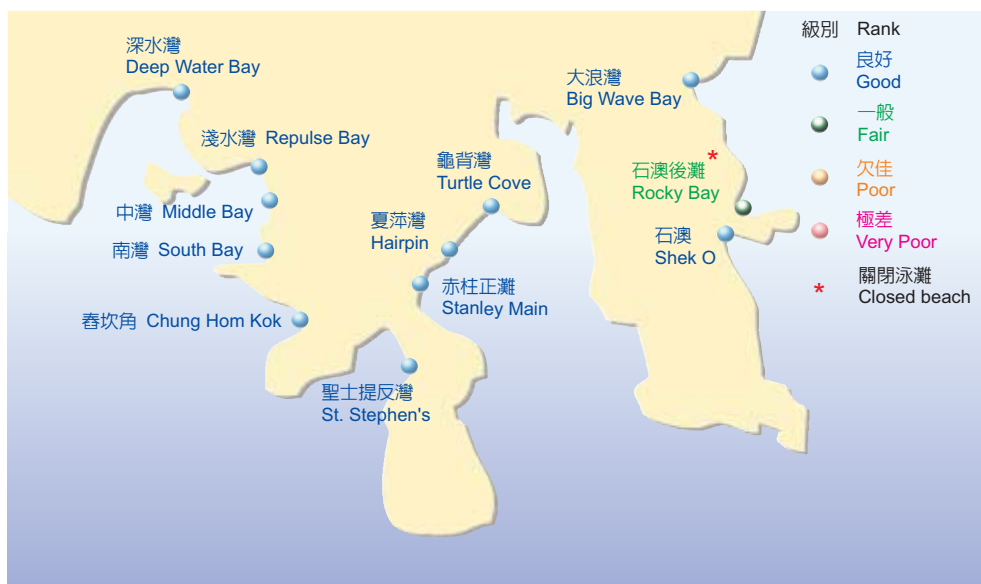 深水灣
Deep Water Bay
淺水灣 Repulse Bay
中灣 Middle Bay
南灣 South Bay
舂坎角 Chung Hom Kok
龜背灣
Turtle Cove
夏萍灣
Hairpin
赤柱正灘
Stanley Main
聖士提反灣
St. Stephen's
大浪灣
Big Wave Bay
石澳後灘 *
Rocky Bay
石澳
Shek O
級別 Rank
良好
Good
一般
Fair
欠佳
Poor
極差
Very Poor
* 關閉泳灘
Closed beach